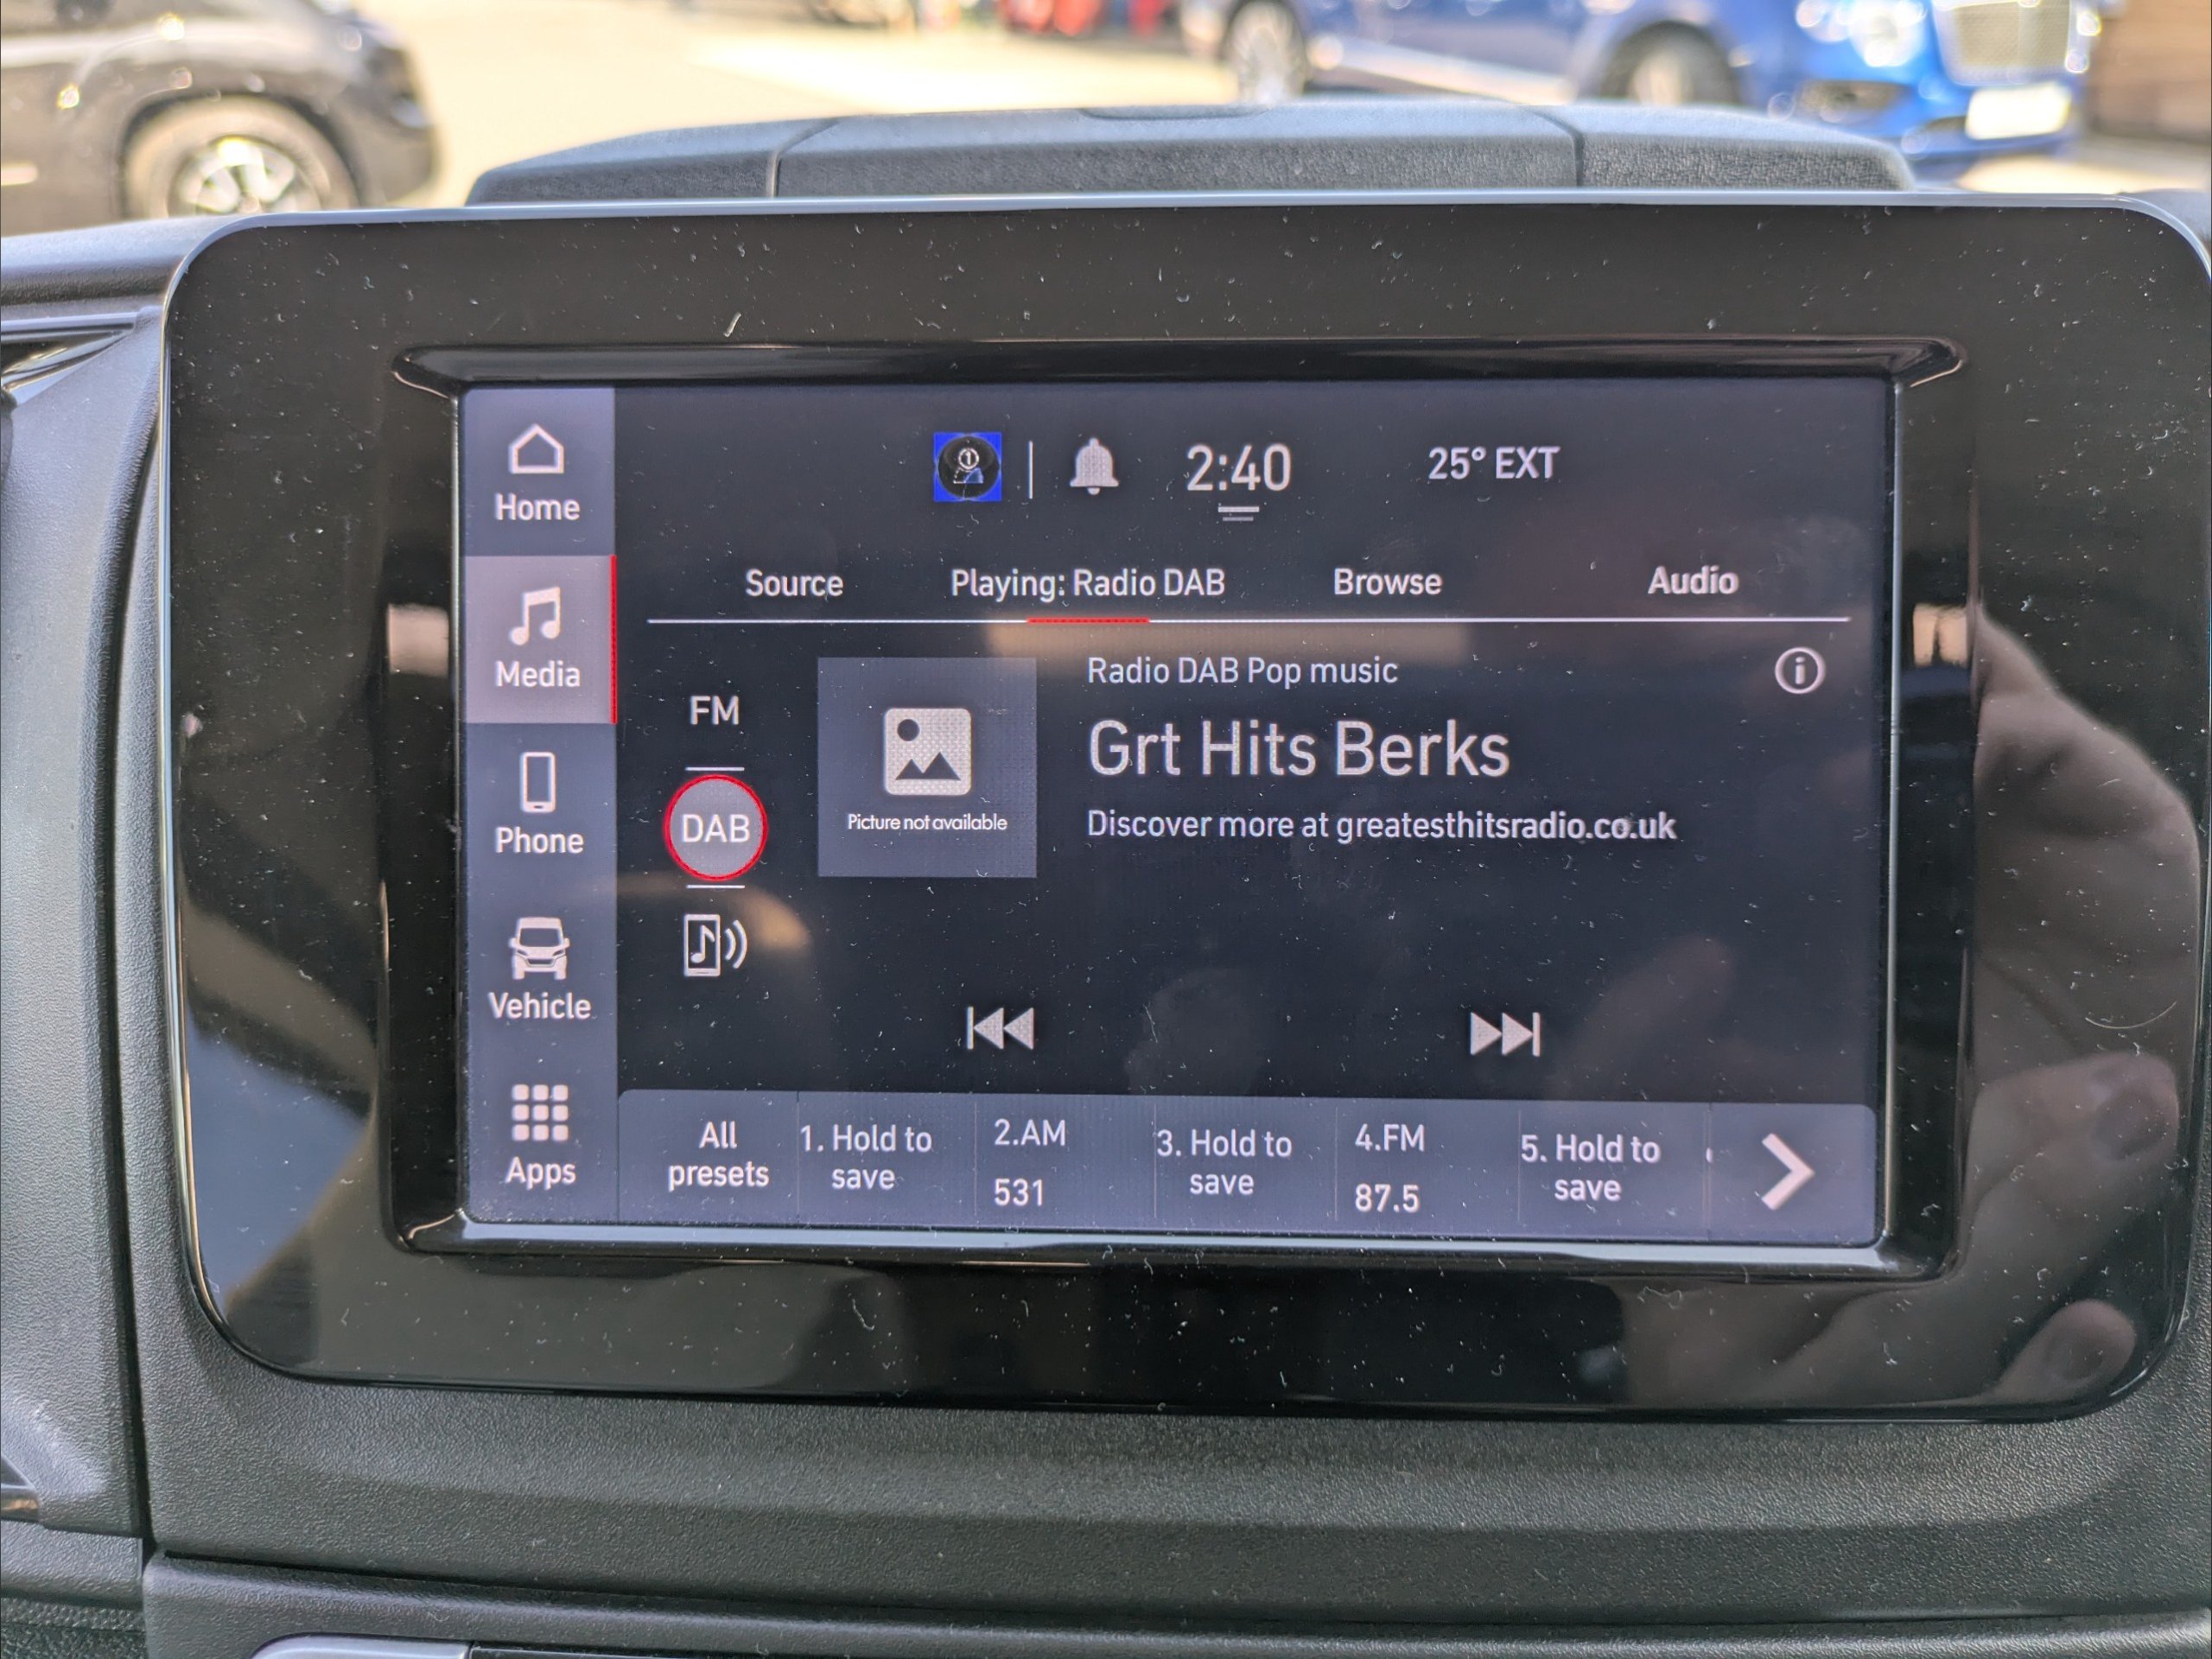 Home
Media
Phone
Vehicle
Apps
1
2:40
25° EXT
Source
Playing: Radio DAB
Browse
Audio
FM
DAB
Picture not available
Radio DAB Pop music
i
Grt Hits Berks
Discover more at greatesthitsradio.co.uk
All
presets
1. Hold to
save
2.AM
531
3. Hold to
save
4.FM
87.5
5. Hold to
save